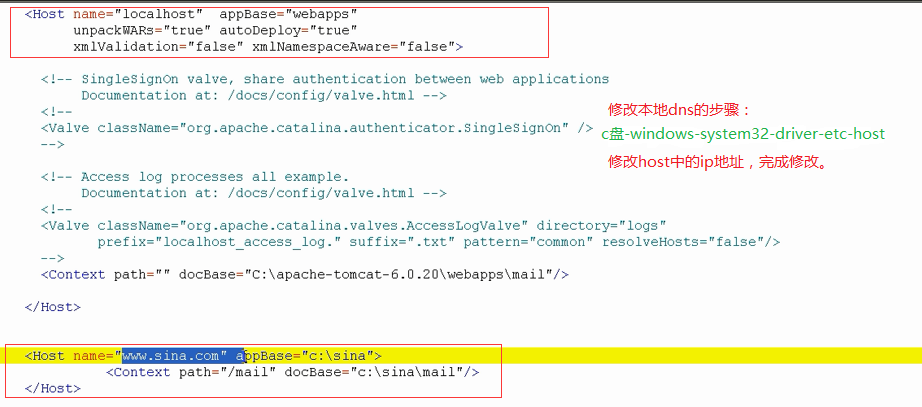 <Host name="localhost"  appBase="webapps"
unpackWARs="true" autoDeploy="true"
xmlValidation="false" xmlNamespaceAware="false">
<!-- SingleSignOn valve, share authentication between web applications
Documentation at: /docs/config/valve.html -->
<!--
<Valve className="org.apache.catalina.authenticator.SingleSignOn" />
-->
修改本地dns的步骤：
c盘-windows-system32-driver-etc-host
修改host中的ip地址，完成修改。
<!-- Access log processes all example.
Documentation at: /docs/config/valve.html -->
<!--
<Valve className="org.apache.catalina.valves.AccessLogValve" directory="logs"
prefix="localhost_access_log." suffix=".txt" pattern="common" resolveHosts="false"/>
-->
<Context path="" docBase="C:\apache-tomcat-6.0.20\webapps\mail"/>
</Host>
<Host name="www.sina.com" appBase="c:\sina">
<Context path="/mail" docBase="c:\sina\mail"/>
</Host>